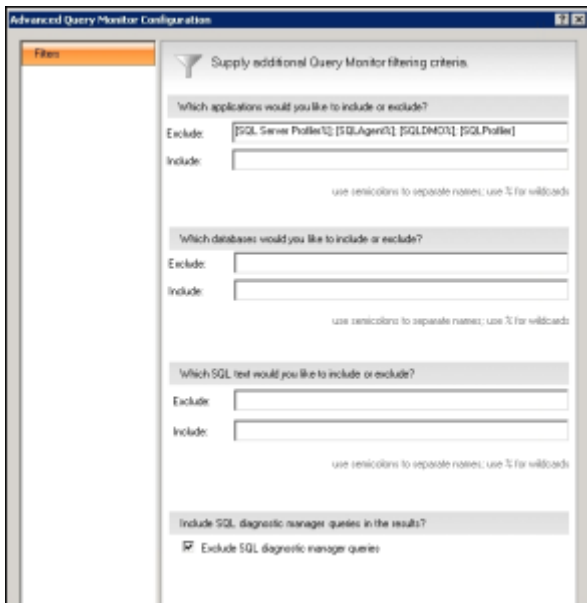 Advanced Query Monitor Configuration
Filters
Supply additional Query Monitor filtering criteria.
Which applications would you like to include or exclude?
Exclude: [SQL Server Profiler%]; [SQLAgent%]; [SQLDMO%]; [SQLProfiler]
Include:
use semicolons to separate names; use % for wildcards
Which databases would you like to include or exclude?
Exclude:
Include:
use semicolons to separate names; use % for wildcards
Which SQL text would you like to include or exclude?
Exclude:
Include:
use semicolons to separate names; use % for wildcards
Include SQL diagnostic manager queries in the results?
Exclude SQL diagnostic manager queries